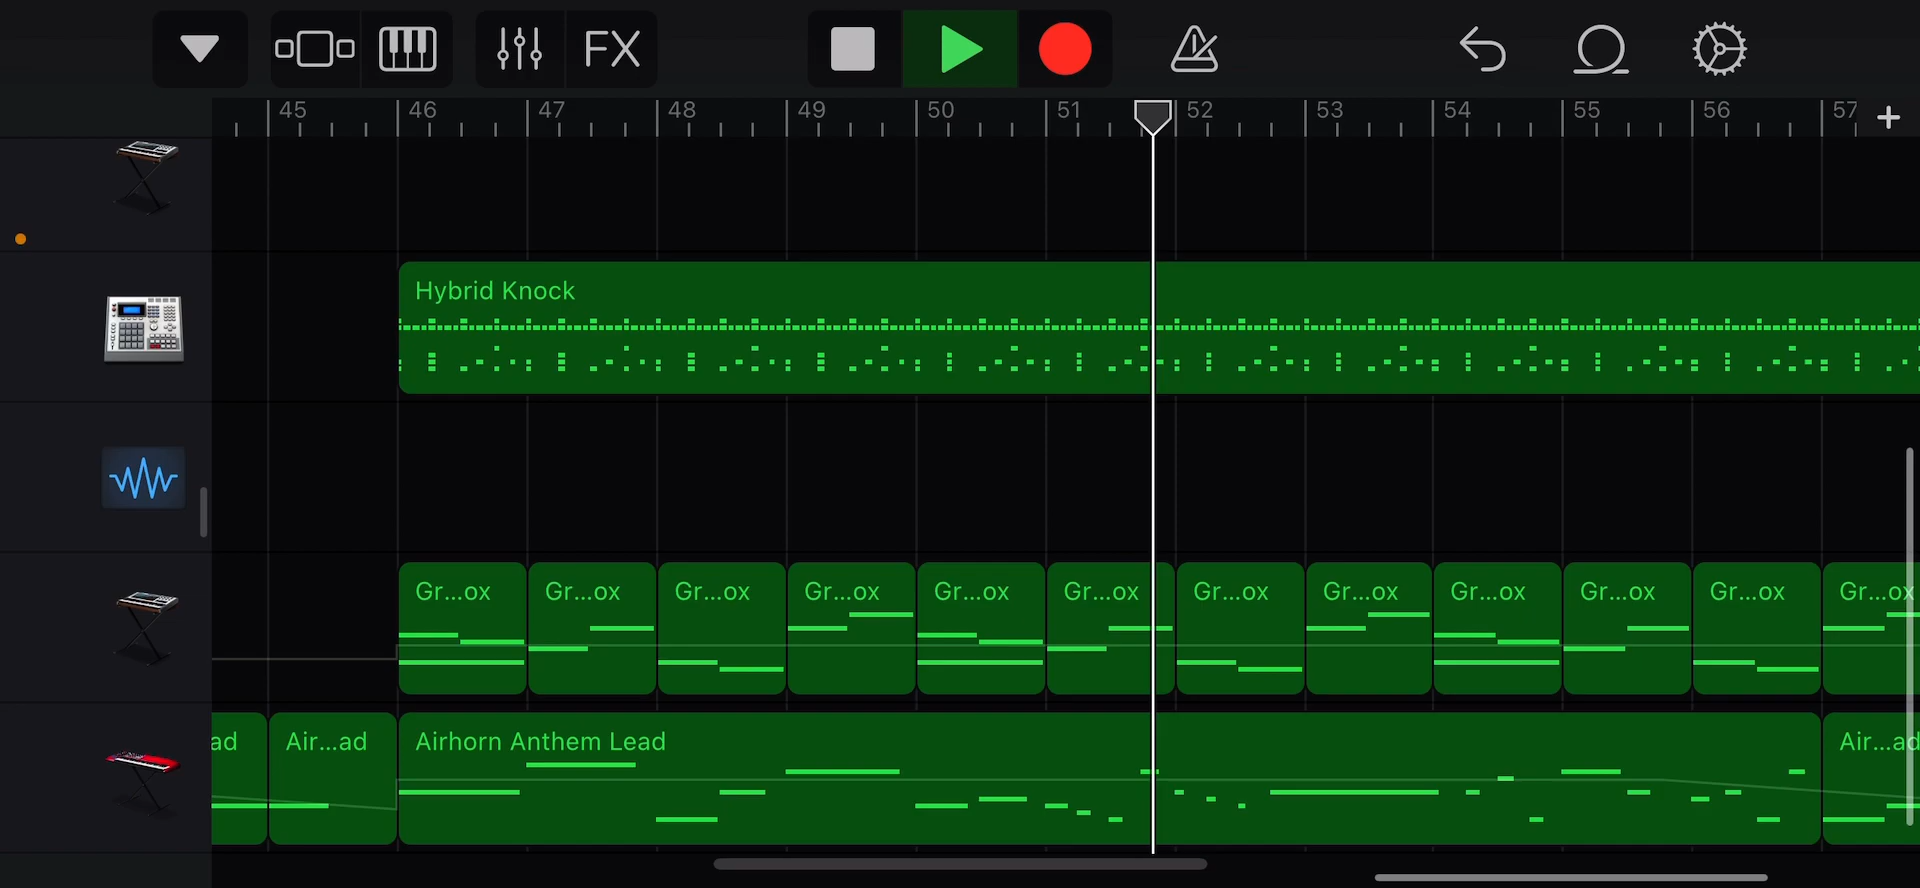 FX
45 46 47 48 49 50 51 52 53 54 55 56 57
Hybrid Knock
Gr...ox Gr...ox Gr...ox Gr...ox Gr...ox Gr...ox Gr...ox Gr...ox Gr...ox Gr...ox Gr...ox Gr...ox
ad Air...ad Airhorn Anthem Lead Air...ad